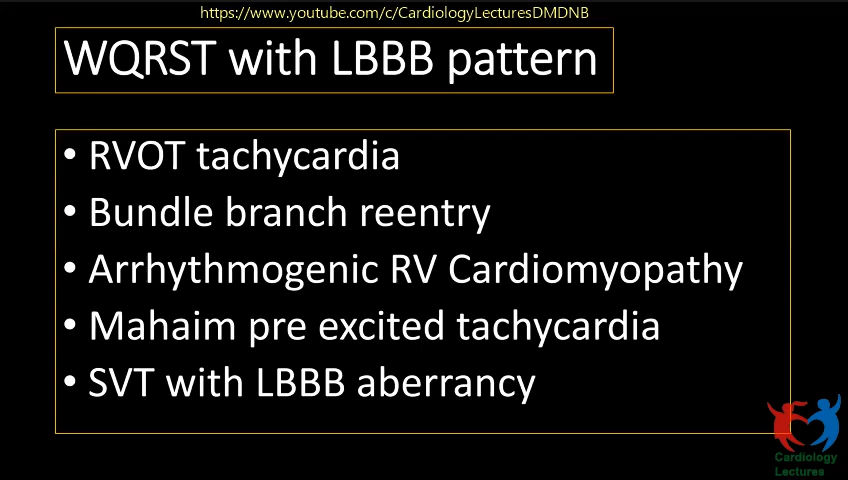 https://www.youtube.com/c/CardiologyLecturesDMDNB
WQRST with LBBB pattern
• RVOT tachycardia
• Bundle branch reentry
• Arrhythmogenic RV Cardiomyopathy
• Mahaim pre excited tachycardia
• SVT with LBBB aberrancy
Cardiology
Lectures